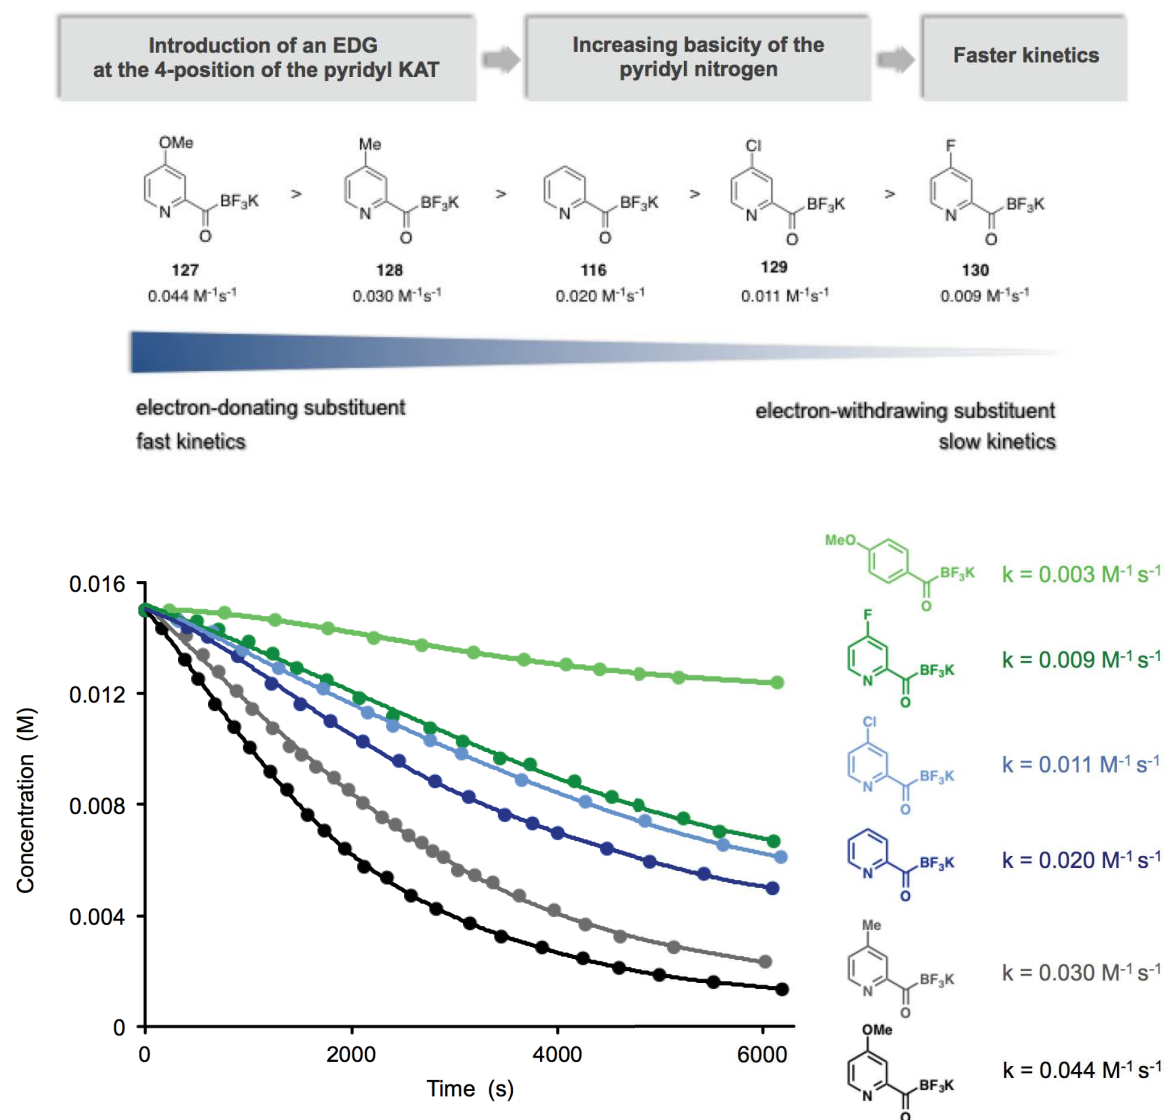 Introduction of an EDG
at the 4-position of the pyridyl KAT
Increasing basicity of the
pyridyl nitrogen
Faster kinetics
OMe
N
BF₃K
O
>
Me
N
BF₃K
O
>
N
BF₃K
O
>
Cl
N
BF₃K
O
>
F
N
BF₃K
O
127
128
116
129
130
0.044 M⁻¹s⁻¹
0.030 M⁻¹s⁻¹
0.020 M⁻¹s⁻¹
0.011 M⁻¹s⁻¹
0.009 M⁻¹s⁻¹
electron-donating substituent
fast kinetics
electron-withdrawing substituent
slow kinetics
Concentration (M)
0.016
0.012
0.008
0.004
0
0
2000
4000
6000
Time (s)
MeO
BF₃K
O
k = 0.003 M⁻¹ s⁻¹
F
N
BF₃K
O
k = 0.009 M⁻¹ s⁻¹
Cl
N
BF₃K
O
k = 0.011 M⁻¹ s⁻¹
N
BF₃K
O
k = 0.020 M⁻¹ s⁻¹
Me
N
BF₃K
O
k = 0.030 M⁻¹ s⁻¹
OMe
N
BF₃K
O
k = 0.044 M⁻¹ s⁻¹